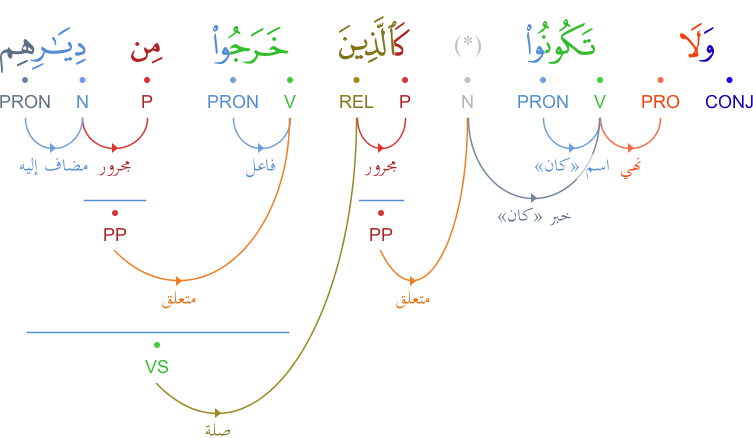 وَلَا تَكُونُوا۟ (*) كَٱلَّذِينَ خَرَجُوا۟ مِن دِيَـٰرِهِم
CONJ PRO V PRON N P REL V PRON P N PRON
نهي اسم «كان» مجرور فاعل مجرور مضاف إليه
خبر «كان»
PP PP
متعلق متعلق
VS
صلة